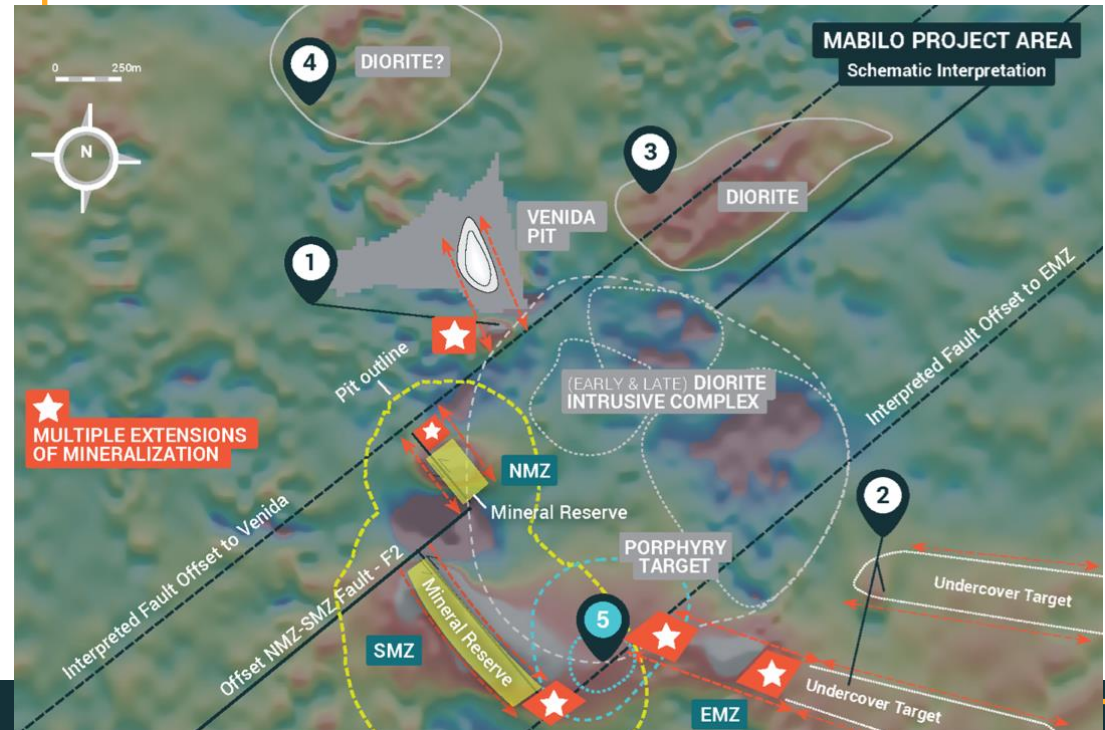 MABILO PROJECT AREA
Schematic Interpretation
0 250m
N
4
DIORITE?
3
DIORITE
VENIDA
PIT
1
Pit outline
Interpreted Fault Offset to EMZ
(EARLY & LATE) DIORITE
INTRUSIVE COMPLEX
MULTIPLE EXTENSIONS
OF MINERALIZATION
NMZ
Mineral Reserve
2
Interpreted Fault Offset to Venida
Offset NMZ-SMZ Fault - F2
PORPHYRY
TARGET
Undercover Target
5
Mineral Reserve
SMZ
Undercover Target
EMZ